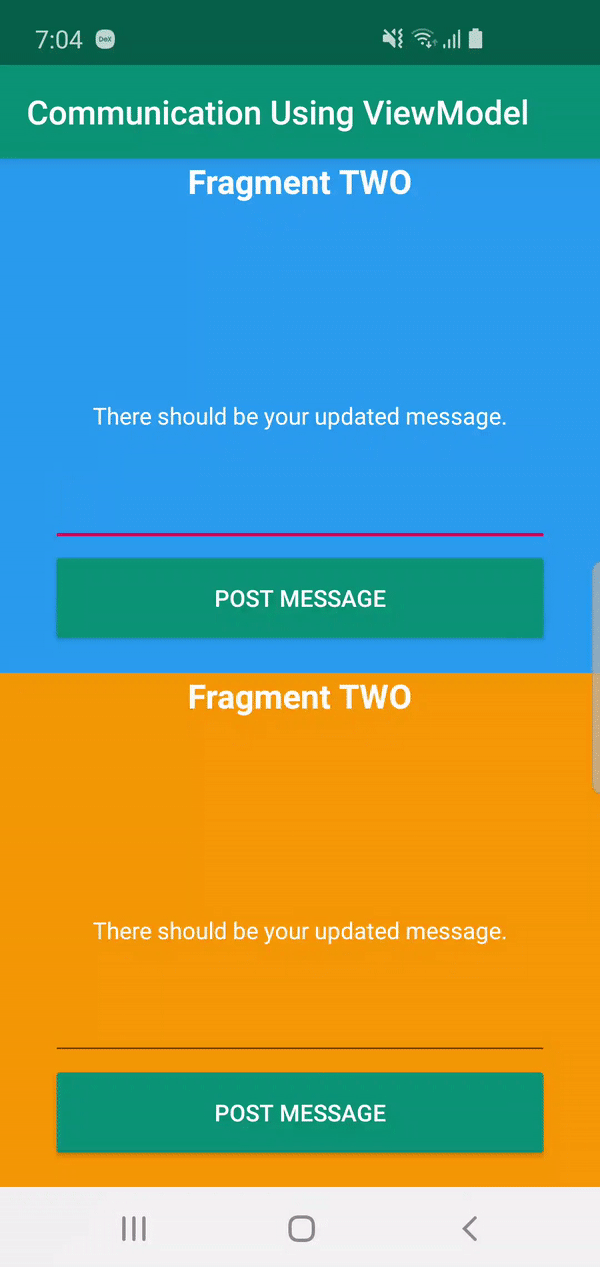 7:04 DeX
Communication Using ViewModel
Fragment TWO
There should be your updated message.
POST MESSAGE
Fragment TWO
There should be your updated message.
POST MESSAGE